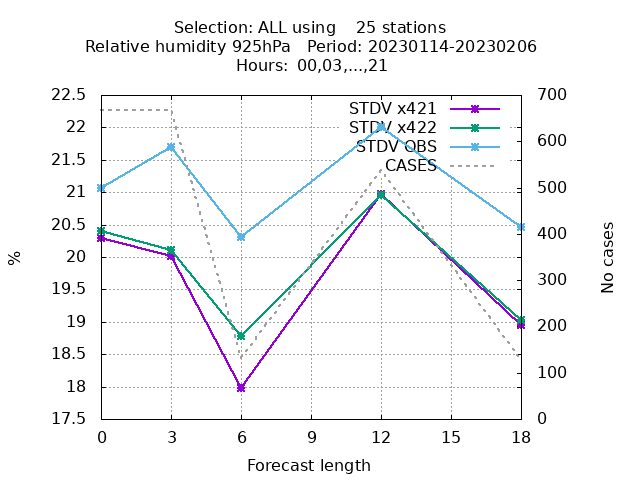 Selection: ALL using    25 stations
Relative humidity 925hPa   Period: 20230114-20230206
Hours: 00,03,...,21
22.5
22
21.5
21
20.5
20
19.5
19
18.5
18
17.5
%
700
600
500
400
300
200
100
0
No cases
STDV x421
STDV x422
STDV OBS
CASES
0 3 6 9 12 15 18
Forecast length